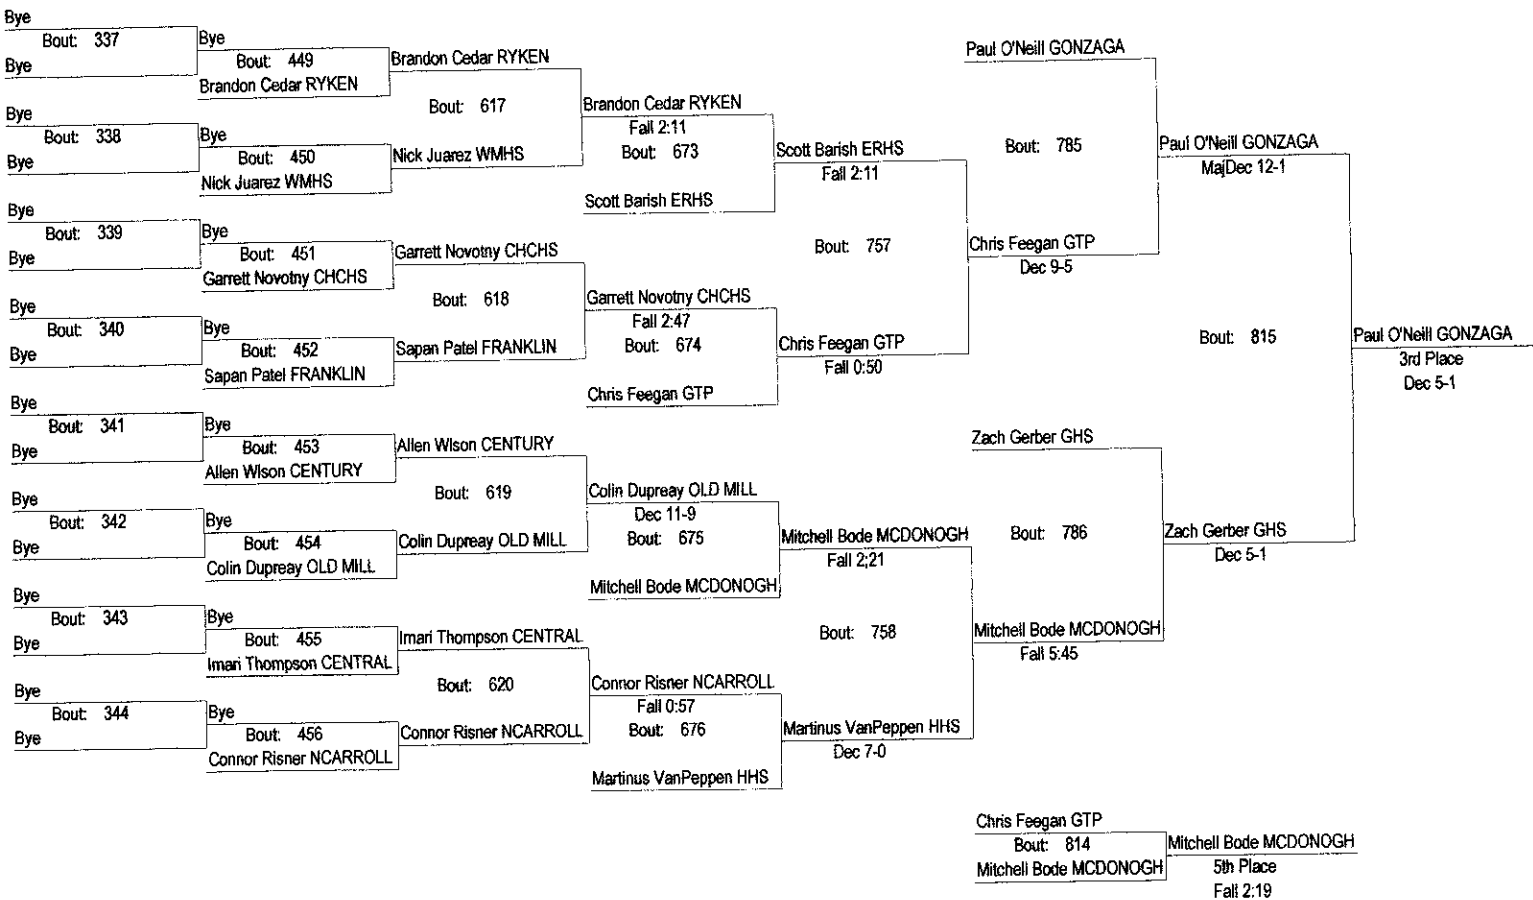 Bye
Bout: 337
Bye
Bye
Bout: 449
Brandon Cedar RYKEN
Bye
Bout: 338
Bye
Bye
Bout: 450
Nick Juarez WMHS
Bye
Bout: 339
Bye
Bye
Bout: 451
Garrett Novotny CHCHS
Bye
Bout: 340
Bye
Bye
Bout: 452
Sapan Patel FRANKLIN
Bye
Bout: 341
Bye
Bye
Bout: 453
Allen Wlson CENTURY
Bye
Bout: 342
Bye
Bye
Bout: 454
Colin Dupreay OLD MILL
Bye
Bout: 343
Bye
Bye
Bout: 455
Imari Thompson CENTRAL
Bye
Bout: 344
Bye
Bye
Bout: 456
Connor Risner NCARROLL
Brandon Cedar RYKEN
Bout: 617
Nick Juarez WMHS
Garrett Novotny CHCHS
Bout: 618
Sapan Patel FRANKLIN
Allen Wlson CENTURY
Bout: 619
Colin Dupreay OLD MILL
Imari Thompson CENTRAL
Bout: 620
Connor Risner NCARROLL
Brandon Cedar RYKEN
Fall 2:11
Bout: 673
Scott Barish ERHS
Garrett Novotny CHCHS
Fall 2:47
Bout: 674
Chris Feegan GTP
Colin Dupreay OLD MILL
Dec 11-9
Bout: 675
Mitchell Bode MCDONOGH
Connor Risner NCARROLL
Fall 0:57
Bout: 676
Martinus VanPeppen HHS
Scott Barish ERHS
Fall 2:11
Bout: 757
Chris Feegan GTP
Fall 0:50
Mitchell Bode MCDONOGH
Fall 2;21
Bout: 758
Martinus VanPeppen HHS
Dec 7-0
Paul O'Neill GONZAGA
Bout: 785
Chris Feegan GTP
Dec 9-5
Zach Gerber GHS
Bout: 786
Mitchell Bode MCDONOGH
Fall 5:45
Paul O'Neill GONZAGA
MajDec 12-1
Bout: 815
Zach Gerber GHS
Dec 5-1
Paul O'Neill GONZAGA
3rd Place
Dec 5-1
Chris Feegan GTP
Bout: 814
Mitchell Bode MCDONOGH
Mitchell Bode MCDONOGH
5th Place
Fall 2:19